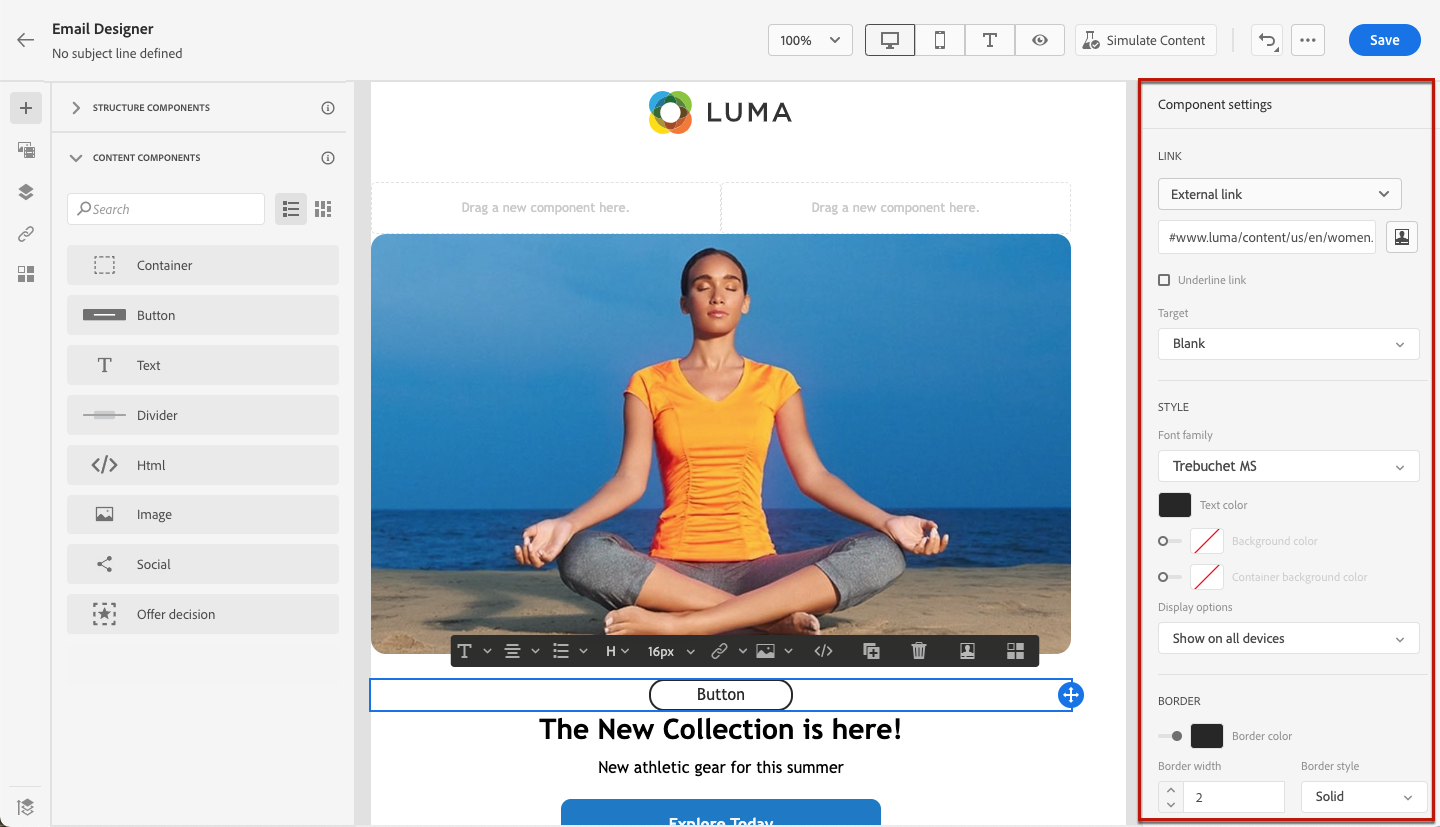 Email Designer
No subject line defined
100%
Simulate Content
Save
STRUCTURE COMPONENTS
CONTENT COMPONENTS
Search
Container
Button
Text
Divider
Html
Image
Social
Offer decision
LUMA
Drag a new component here.
Drag a new component here.
H
16px
Button
The New Collection is here!
New athletic gear for this summer
Explore Today
Component settings
LINK
External link
#www.luma/content/us/en/women.
Underline link
Target
Blank
STYLE
Font family
Trebuchet MS
Text color
Background color
Container background color
Display options
Show on all devices
BORDER
Border color
Border width Border style
2 Solid